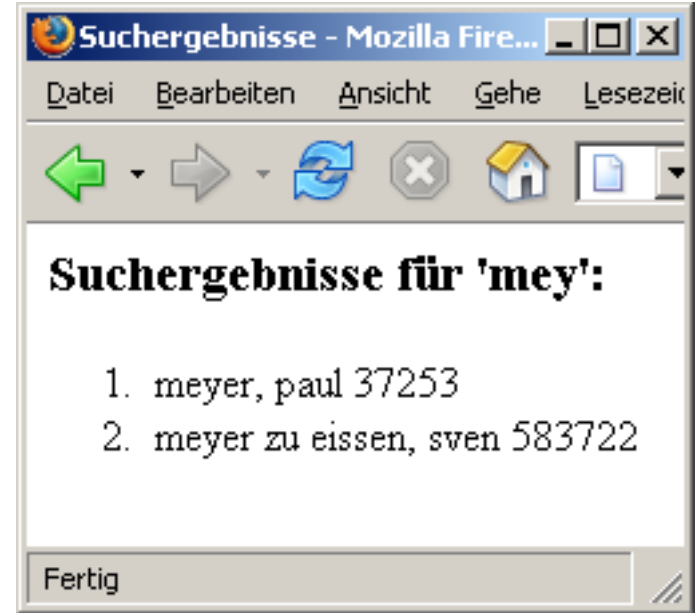 Suchergebnisse - Mozilla Fire...
Datei Bearbeiten Ansicht Gehe Lesezeic
Suchergebnisse für 'mey':
1. meyer, paul 37253
2. meyer zu eissen, sven 583722
Fertig